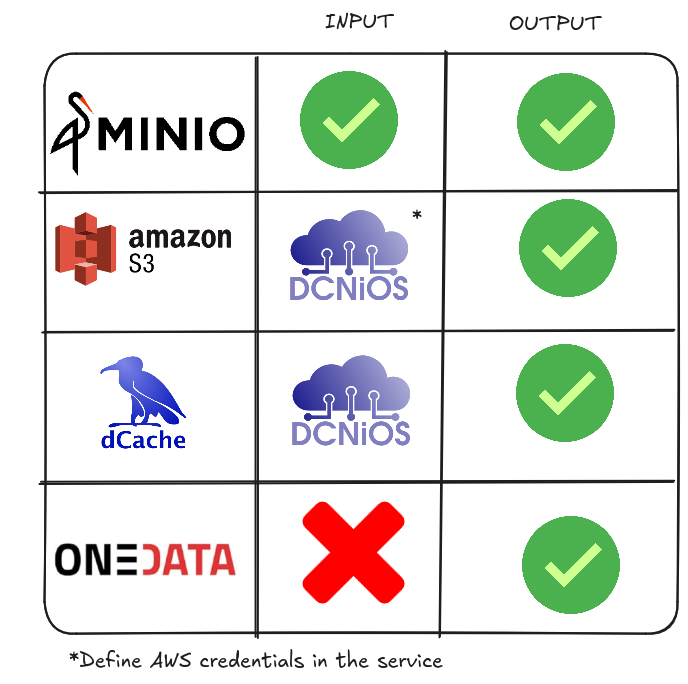 INPUT
OUTPUT
MINIO
amazon
S3
*
DCNiOS
dCache
DCNiOS
ONEDATA
*Define AWS credentials in the service